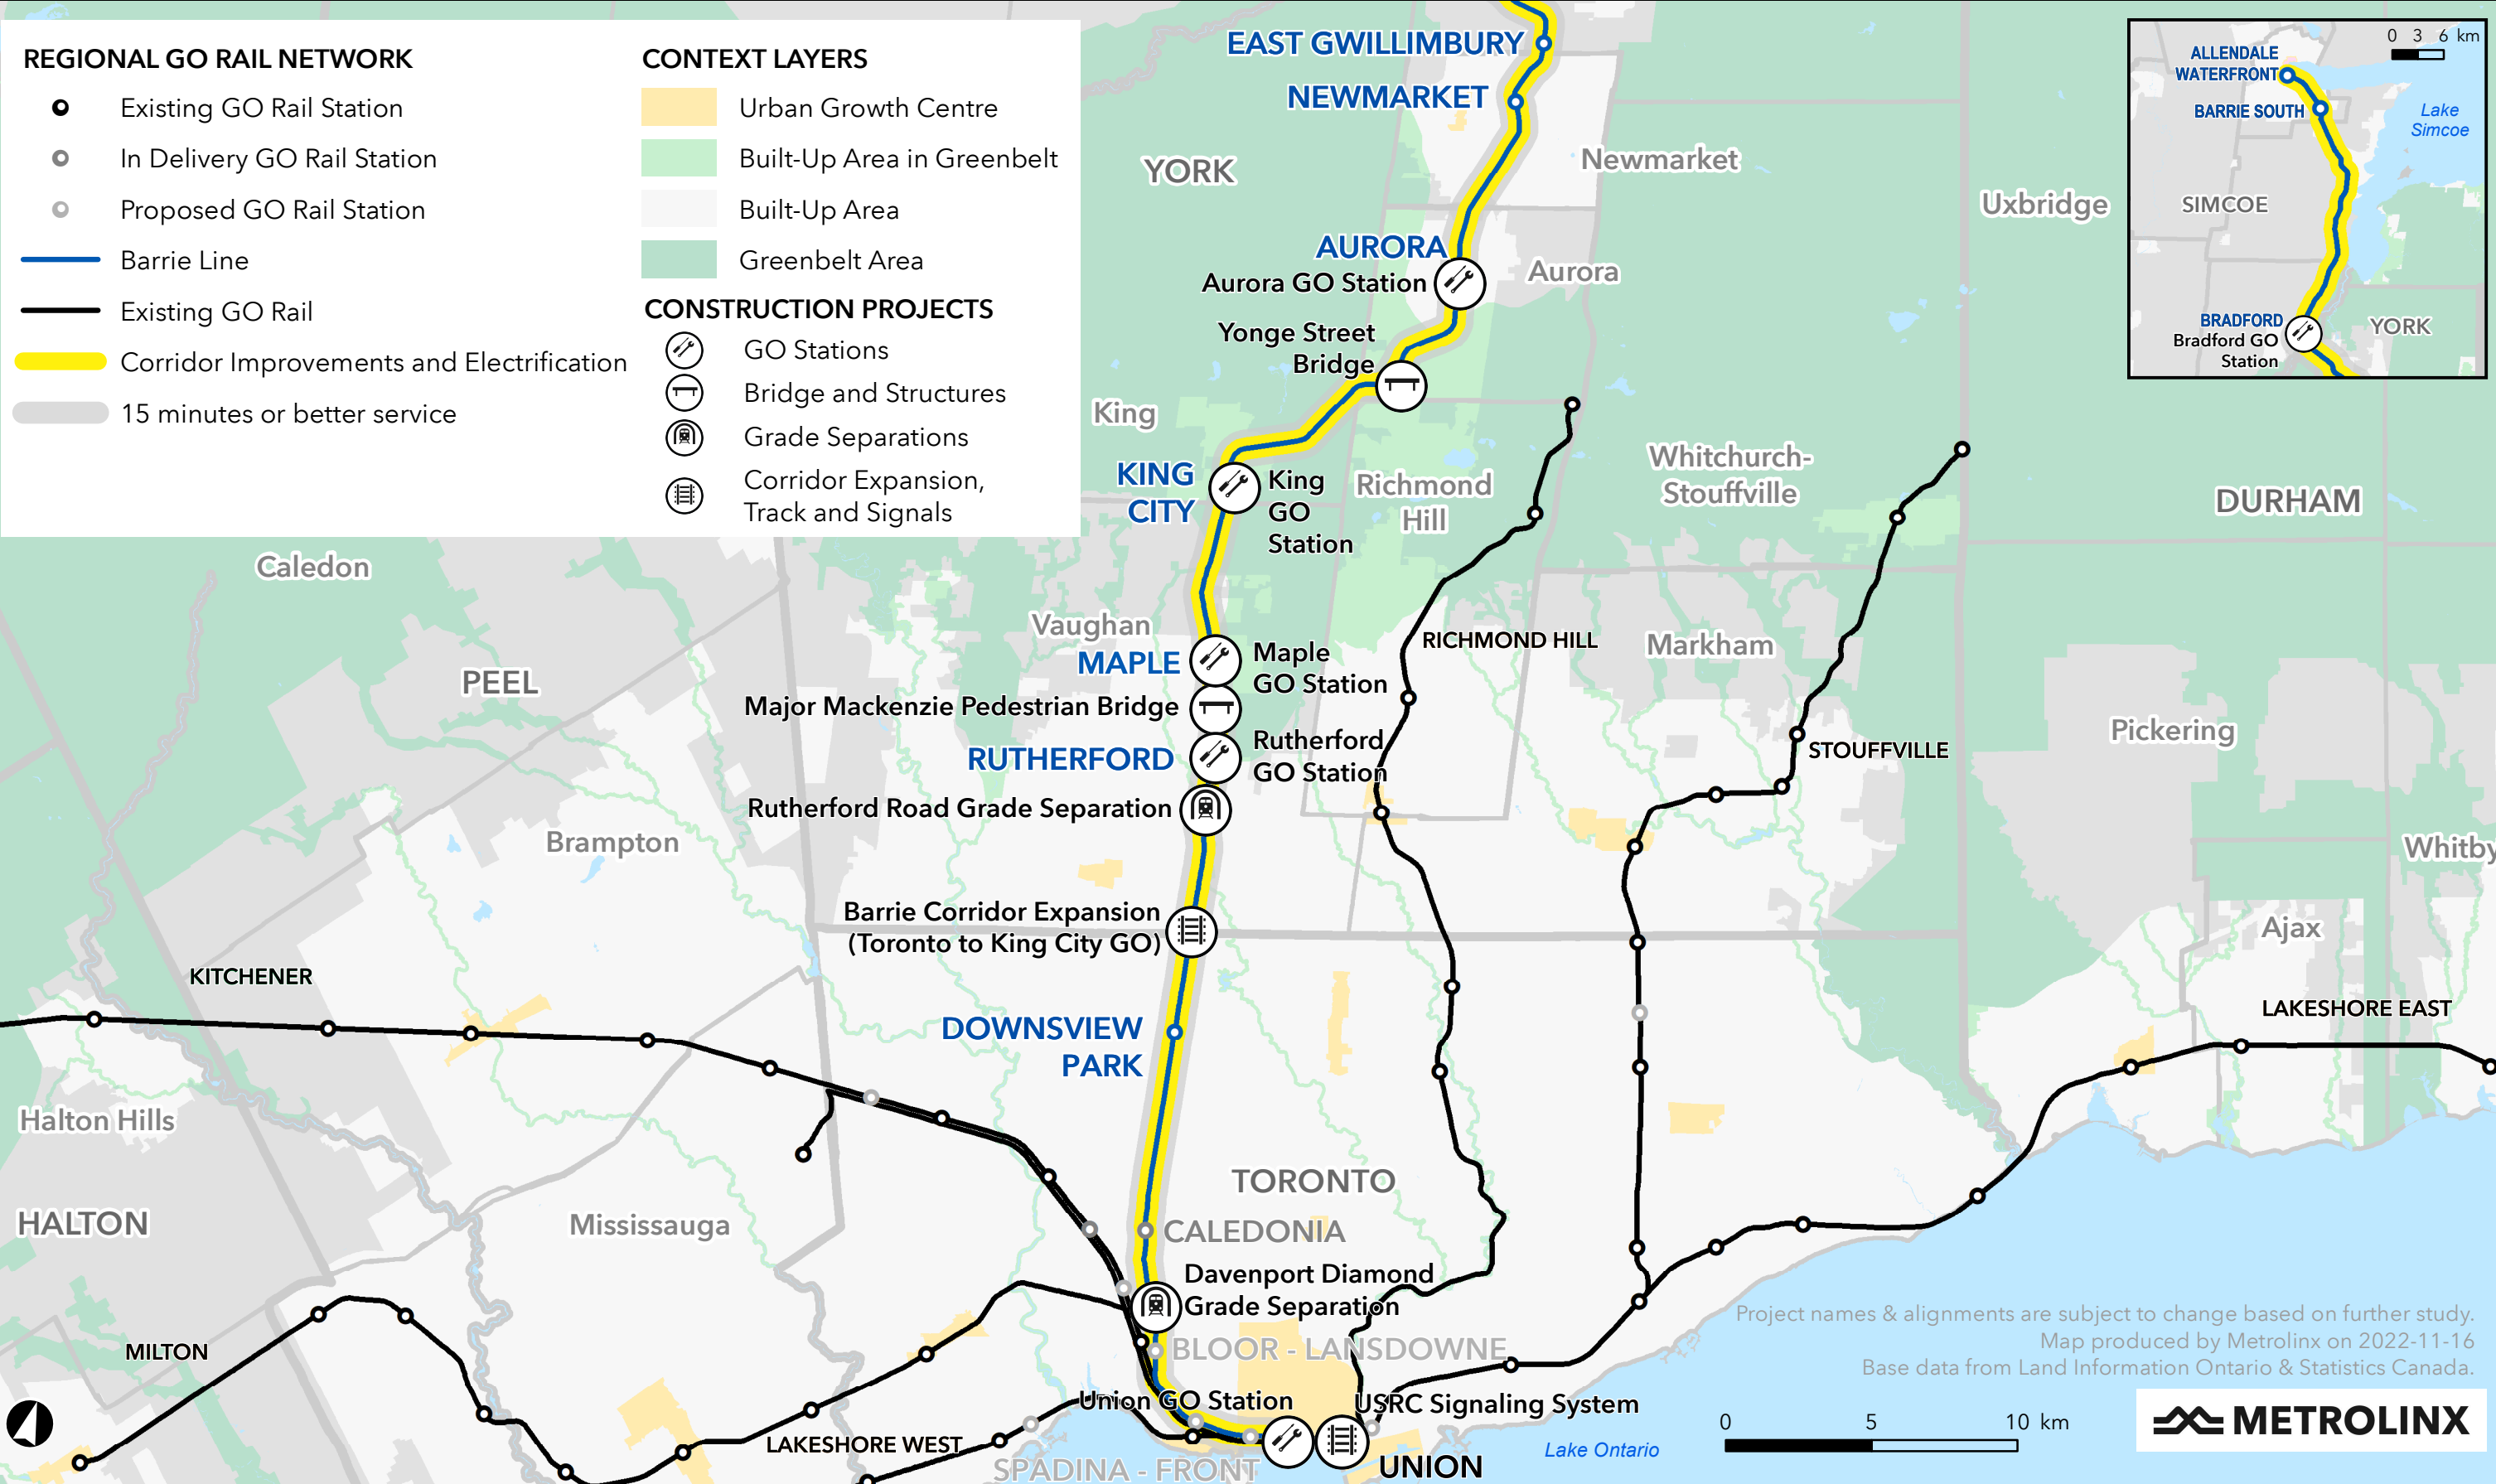 REGIONAL GO RAIL NETWORK
Existing GO Rail Station
In Delivery GO Rail Station
Proposed GO Rail Station
Barrie Line
Existing GO Rail
Corridor Improvements and Electrification
15 minutes or better service
CONTEXT LAYERS
Urban Growth Centre
Built-Up Area in Greenbelt
Built-Up Area
Greenbelt Area
CONSTRUCTION PROJECTS
GO Stations
Bridge and Structures
Grade Separations
Corridor Expansion,
Track and Signals
EAST GWILLIMBURY
NEWMARKET
YORK
Newmarket
Uxbridge
AURORA
Aurora GO Station
Aurora
Yonge Street
Bridge
King
KING
CITY
King
GO
Station
Richmond
Hill
Whitchurch-
Stouffville
DURHAM
0 3 6 km
ALLENDALE
WATERFRONT
BARRIE SOUTH
Lake
Simcoe
SIMCOE
BRADFORD
Bradford GO
Station
YORK
Caledon
Vaughan
MAPLE
Maple
GO Station
RICHMOND HILL
Markham
PEEL
Major Mackenzie Pedestrian Bridge
RUTHERFORD
Rutherford
GO Station
STOUFFVILLE
Pickering
Rutherford Road Grade Separation
Brampton
Whitby
Barrie Corridor Expansion
(Toronto to King City GO)
Ajax
KITCHENER
LAKESHORE EAST
DOWNSVIEW
PARK
Halton Hills
TORONTO
HALTON
Mississauga
CALEDONIA
Davenport Diamond
Grade Separation
MILTON
BLOOR - LANSDOWNE
Union GO Station
USRC Signaling System
LAKESHORE WEST
SPADINA - FRONT
UNION
Lake Ontario
Project names & alignments are subject to change based on further study.
Map produced by Metrolinx on 2022-11-16
Base data from Land Information Ontario & Statistics Canada.
0 5 10 km
METROLINX